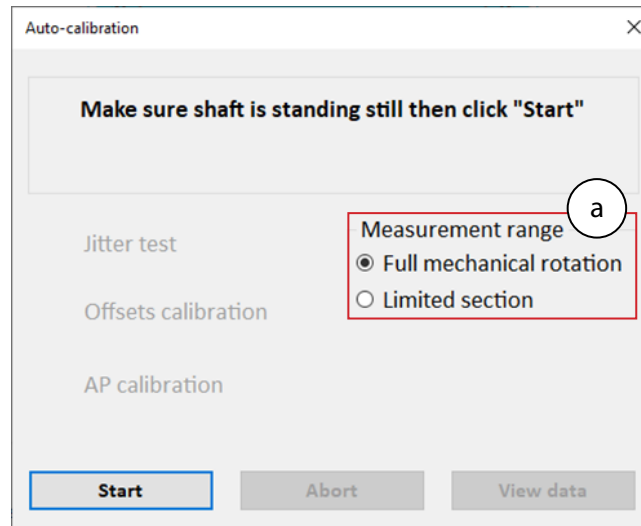 Auto-calibration
Make sure shaft is standing still then click "Start"
a
Jitter test
Measurement range
Full mechanical rotation
Limited section
Offsets calibration
AP calibration
Start
Abort
View data